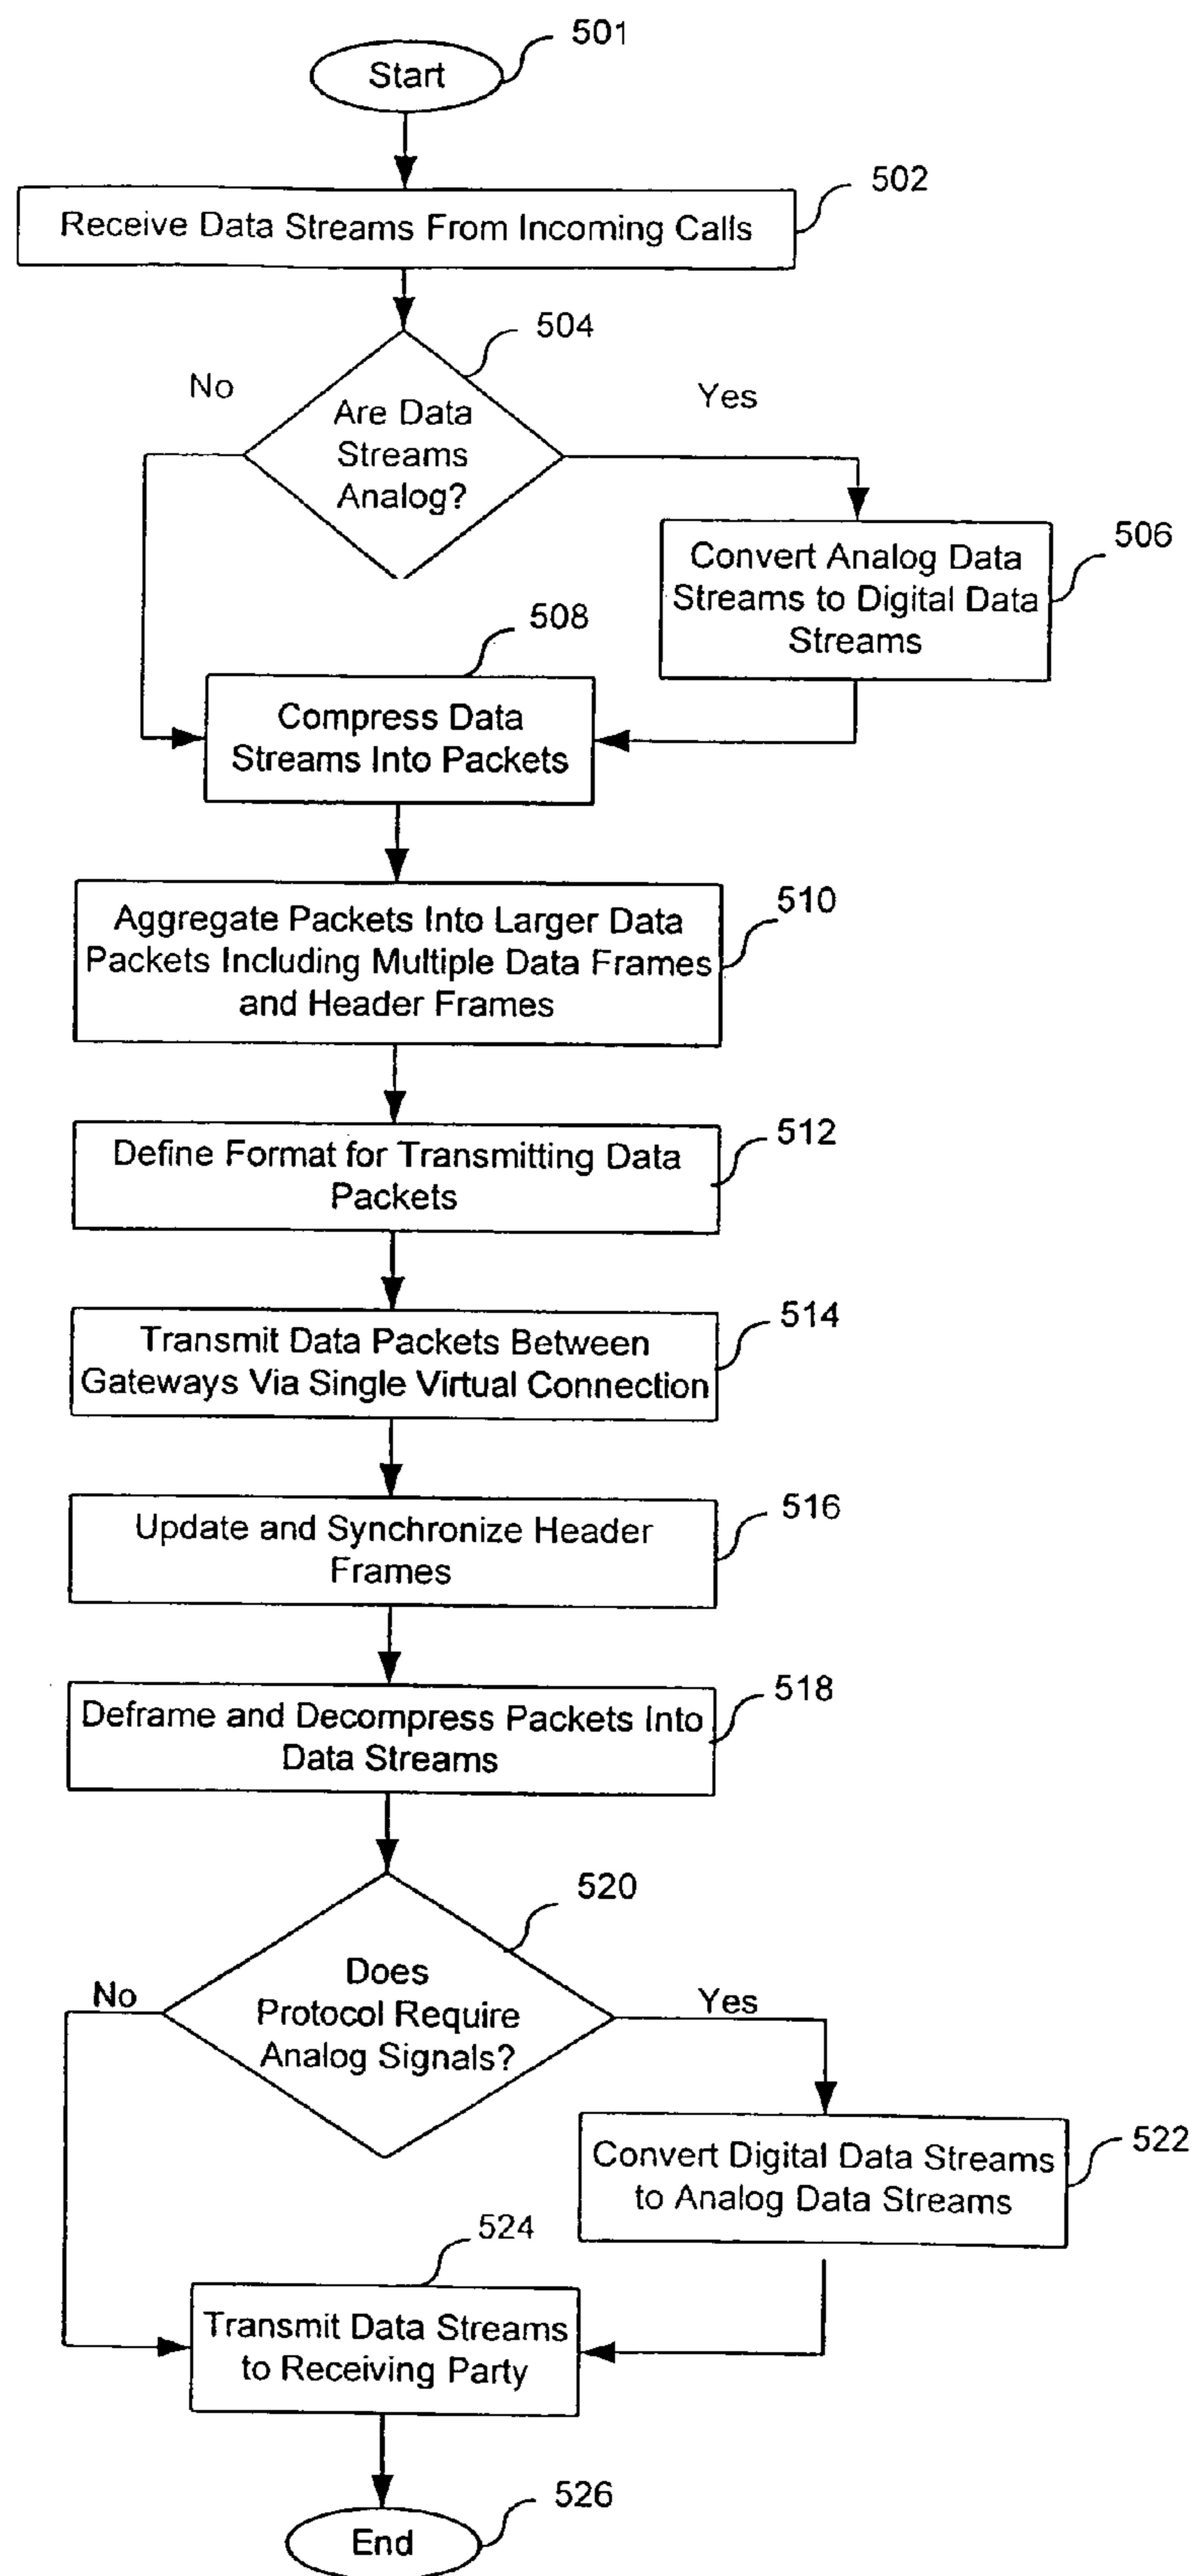 501
Start
502
Receive Data Streams From Incoming Calls
504
No
Yes
Are Data
Streams
Analog?
506
Convert Analog Data
Streams to Digital Data
Streams
508
Compress Data
Streams Into Packets
510
Aggregate Packets Into Larger Data
Packets Including Multiple Data Frames
and Header Frames
512
Define Format for Transmitting Data
Packets
514
Transmit Data Packets Between
Gateways Via Single Virtual Connection
516
Update and Synchronize Header
Frames
518
Deframe and Decompress Packets Into
Data Streams
520
No
Yes
Does
Protocol Require
Analog Signals?
522
Convert Digital Data Streams
to Analog Data Streams
524
Transmit Data Streams
to Receiving Party
526
End